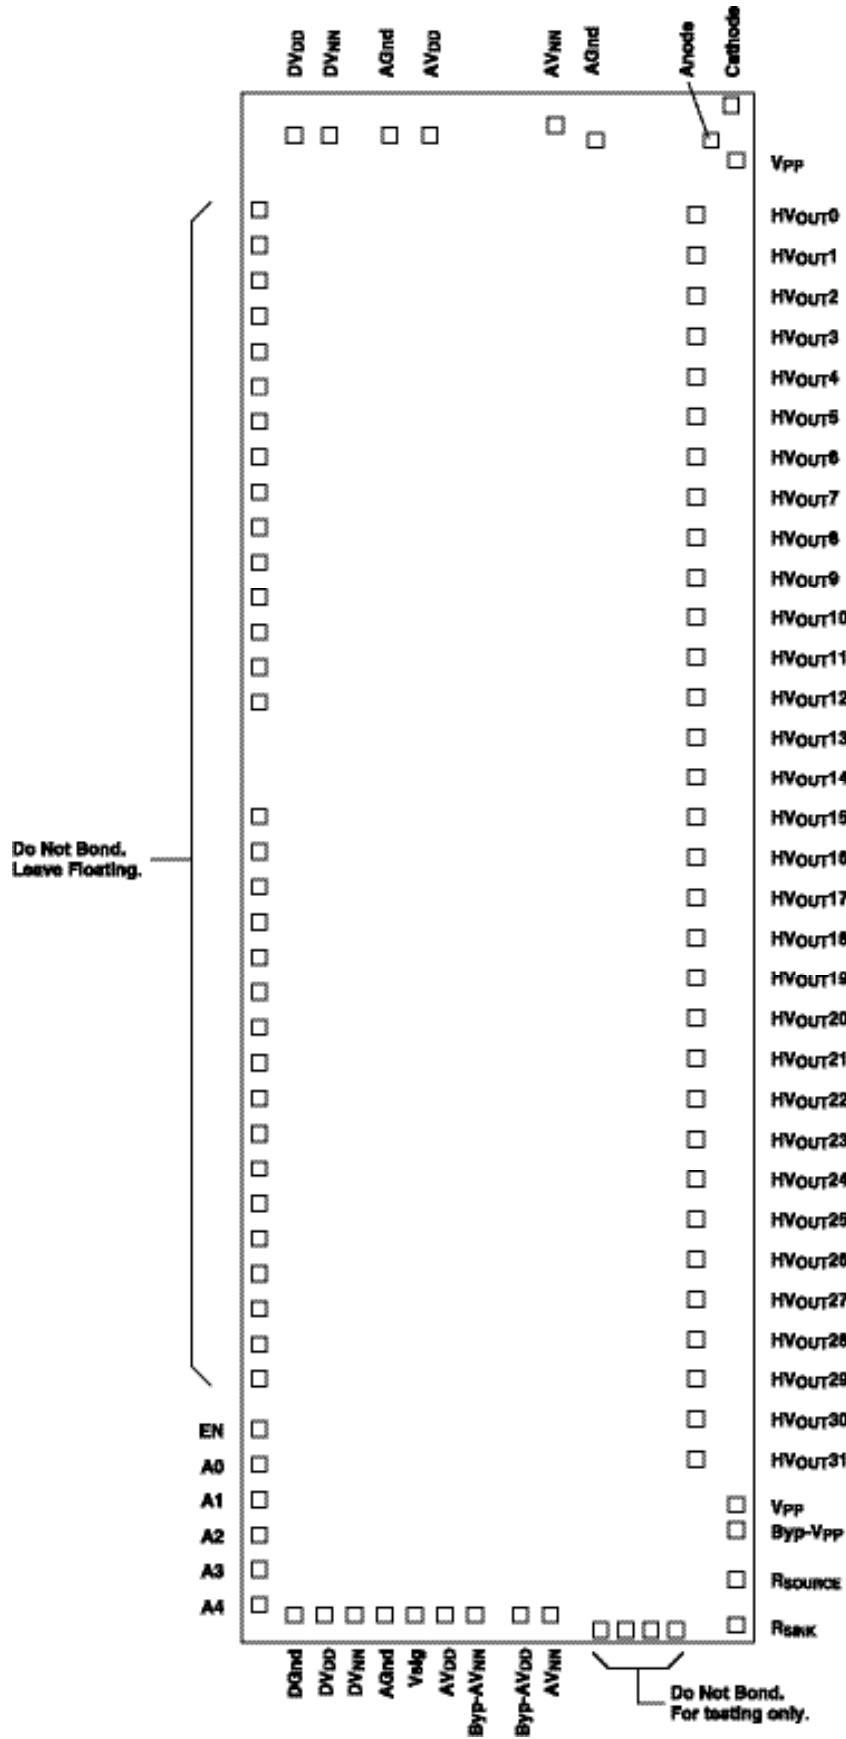 DVDD
DVNN
AGnd
AVDD
AVNN
AGnd
Anode
Cathode
VPP
HVOUT0
HVOUT1
HVOUT2
HVOUT3
HVOUT4
HVOUT5
HVOUT6
HVOUT7
HVOUT8
HVOUT9
HVOUT10
HVOUT11
HVOUT12
HVOUT13
HVOUT14
HVOUT15
HVOUT16
HVOUT17
HVOUT18
HVOUT19
HVOUT20
HVOUT21
HVOUT22
HVOUT23
HVOUT24
HVOUT25
HVOUT26
HVOUT27
HVOUT28
HVOUT29
HVOUT30
HVOUT31
VPP
Byp-VPP
RSOURCE
RSINK
Do Not Bond.
Leave Floating.
EN
A0
A1
A2
A3
A4
DGnd
DVDD
DVNN
AGnd
Vsig
AVDD
Byp-AVNN
Byp-AVDD
AVNN
Do Not Bond.
For testing only.